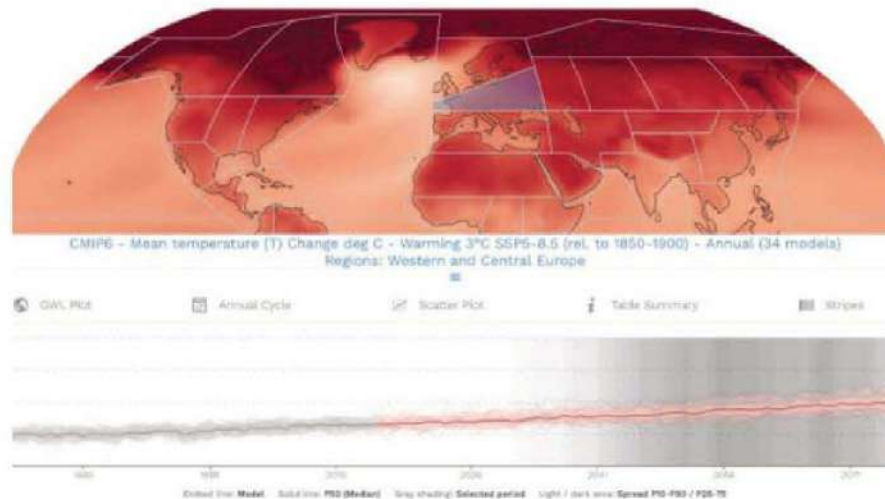 CMIP6 - Mean temperature (T) Change deg C - Warming 3°C SSP5-8.5 (rel. to 1850-1900) - Annual (34 models)
Regions: Western and Central Europe
GWL Plot
Annual Cycle
Scatter Plot
Table Summary
Stripes
Dotted line: Model Solid line: P50 (Median) Gray shading: Selected period Light / dark area: Spread P10-P90 / P25-75